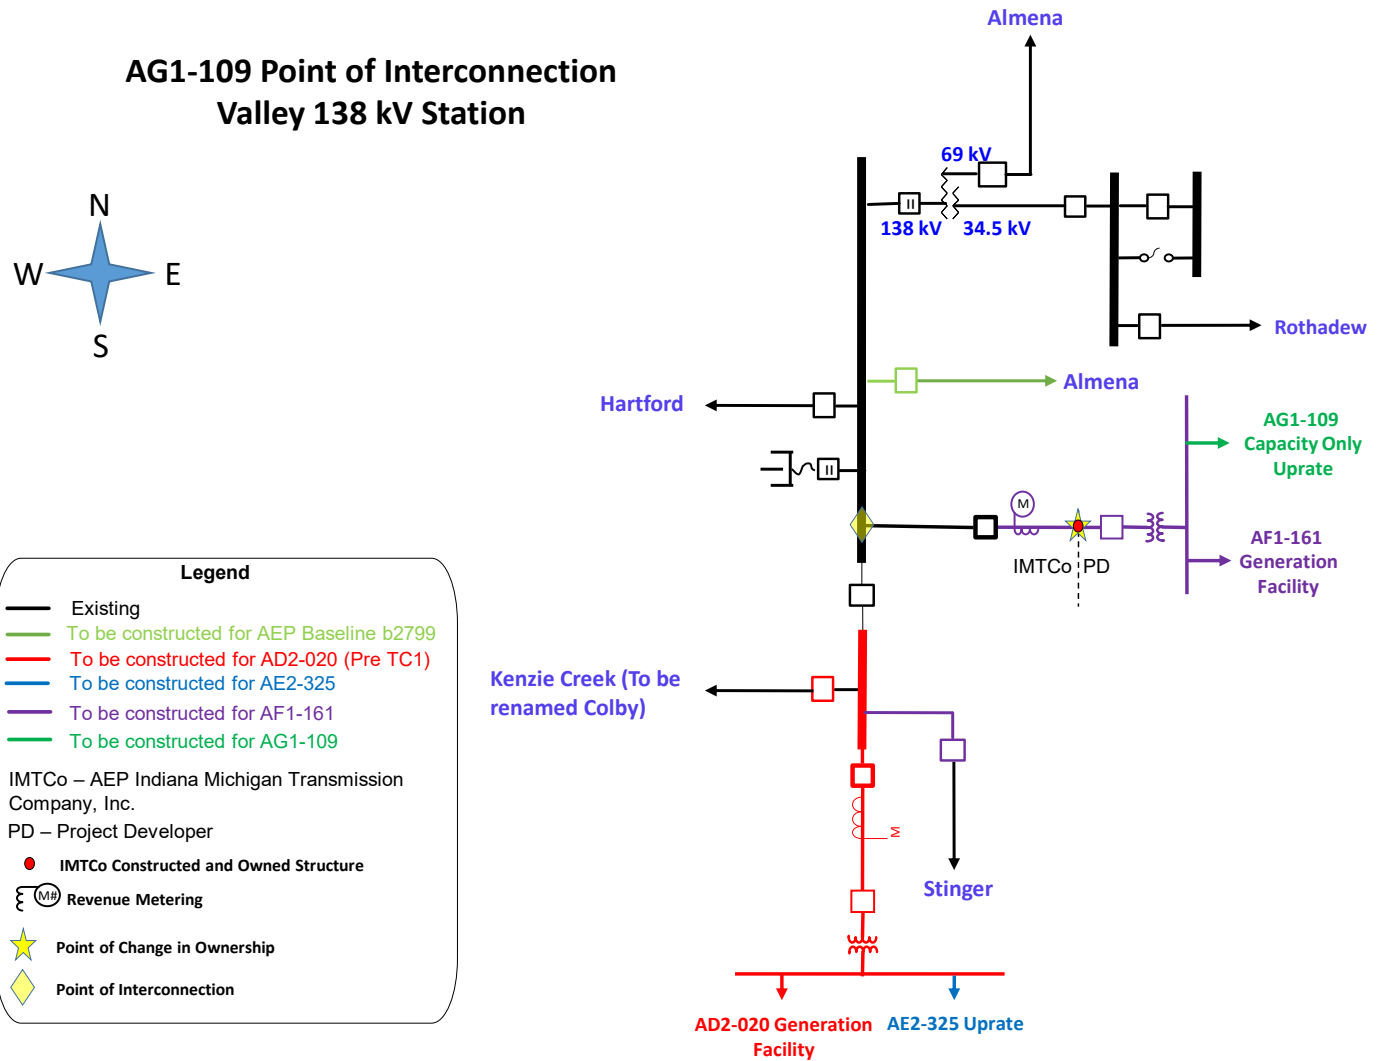 AG1-109 Point of Interconnection
Valley 138 kV Station
N
W
E
S
Almena
69 kV
138 kV
34.5 kV
Rothadew
Almena
Hartford
AG1-109
Capacity Only
Uprate
M
IMTCo
PD
AF1-161
Generation
Facility
Kenzie Creek (To be
renamed Colby)
M
Stinger
AD2-020 Generation
Facility
AE2-325 Uprate
Legend
Existing
To be constructed for AEP Baseline b2799
To be constructed for AD2-020 (Pre TC1)
To be constructed for AE2-325
To be constructed for AF1-161
To be constructed for AG1-109
IMTCo – AEP Indiana Michigan Transmission
Company, Inc.
PD – Project Developer
IMTCo Constructed and Owned Structure
M#
Revenue Metering
Point of Change in Ownership
Point of Interconnection